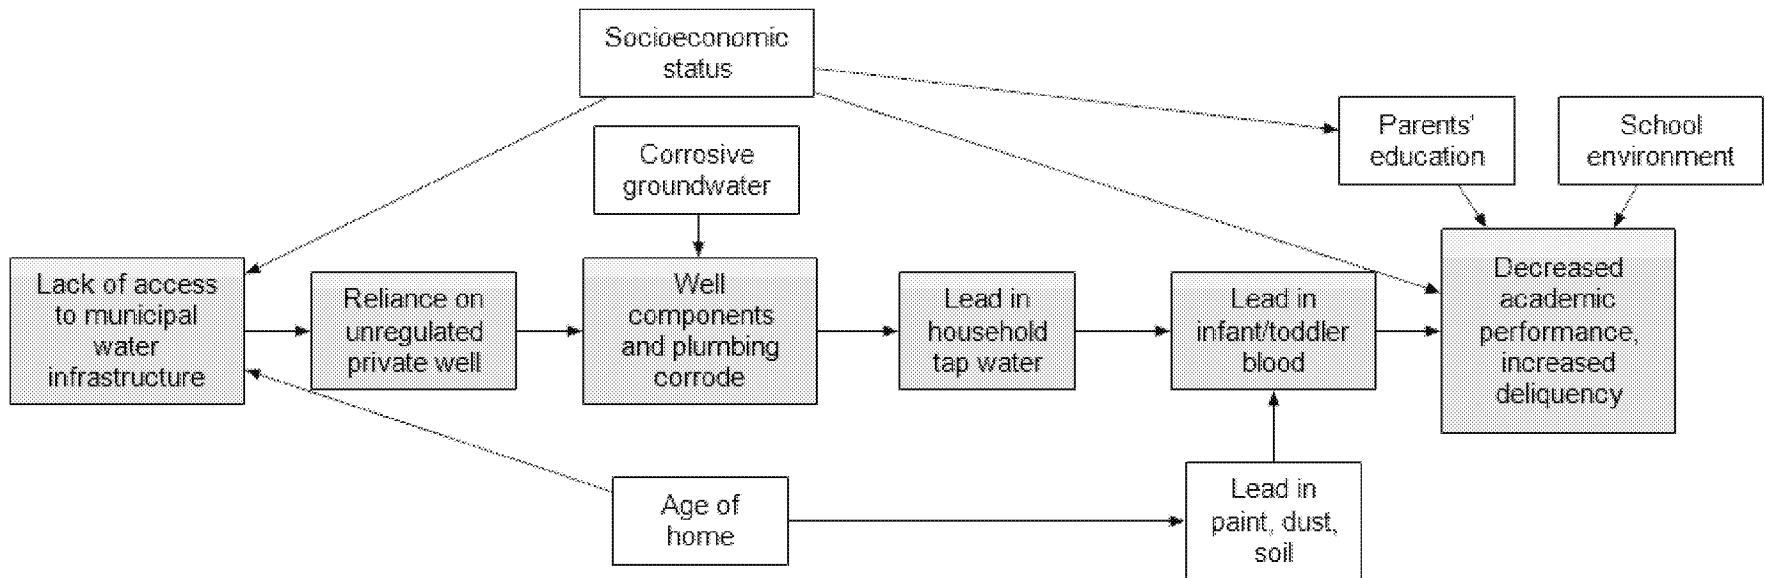 Socioeconomic
status
Corrosive
groundwater
Parents'
education
School
environment
Lack of access
to municipal
water
infrastructure
Reliance on
unregulated
private well
Well
components
and plumbing
corrode
Lead in
household
tap water
Lead in
infant/toddler
blood
Decreased
academic
performance,
increased
deliquency
Age of
home
Lead in
paint, dust,
soil